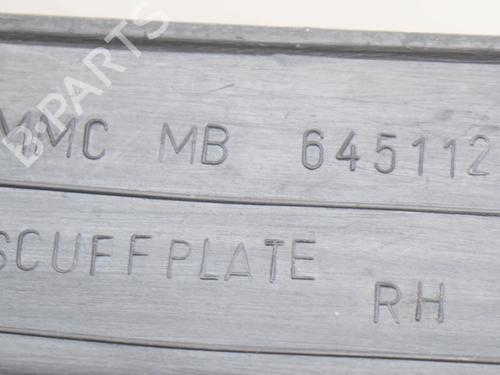 B-PARTS
MMC MB 645112
SCUFFPLATE
RH